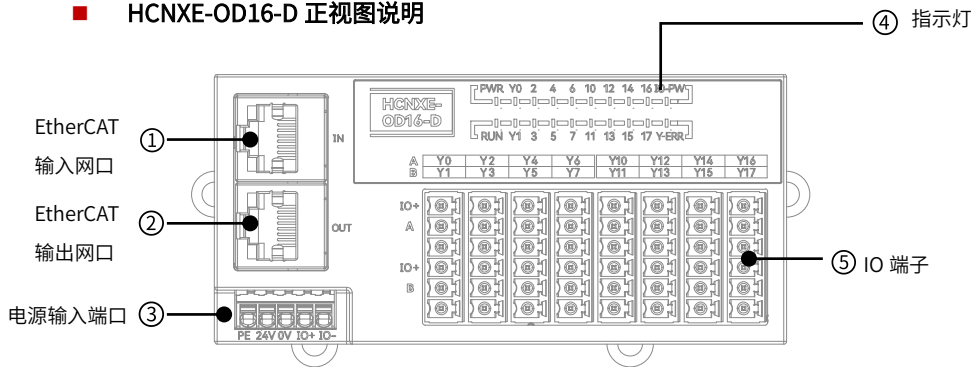 ■ HCNXE-OD16-D 正视图说明
④ 指示灯
PWR Y0 2 4 6 10 12 14 16 IO-PW
HCNXE-
OD16-D
RUN Y1 3 5 7 11 13 15 17 Y-ERR
EtherCAT
输入网口
①
IN
A Y0 Y2 Y4 Y6 Y10 Y12 Y14 Y16
B Y1 Y3 Y5 Y7 Y11 Y13 Y15 Y17
EtherCAT
输出网口
②
OUT
IO+
A
IO+
B
⑤ IO 端子
电源输入端口 ③
PE 24V 0V IO+ IO-